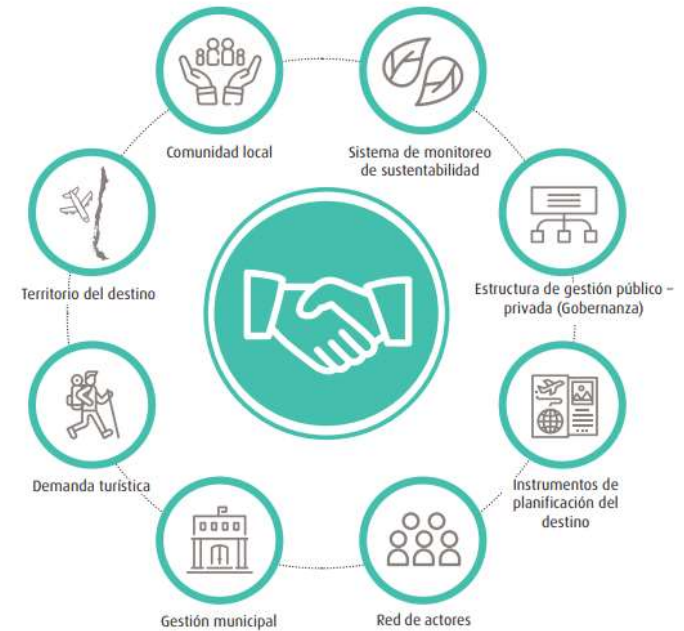 Comunidad local
Sistema de monitoreo
de sustentabilidad
Territorio del destino
Estructura de gestión público –
privada (Gobernanza)
Demanda turística
Instrumentos de
planificación del
destino
Gestión municipal
Red de actores